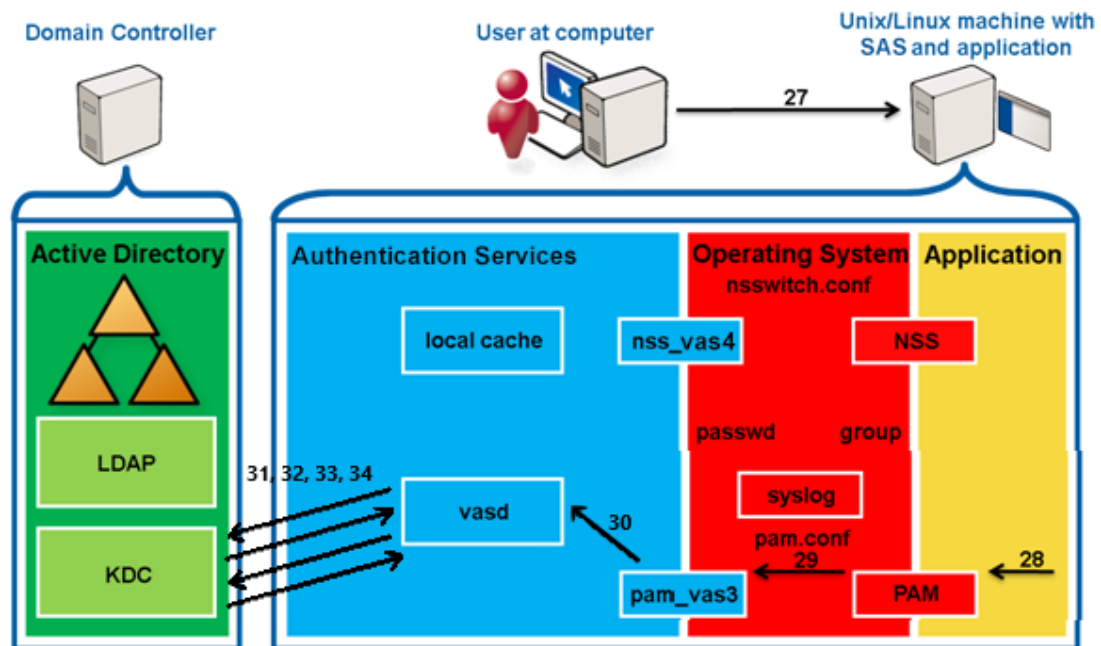 Domain Controller
User at computer
Unix/Linux machine with
SAS and application
27
Active Directory
LDAP
KDC
31, 32, 33, 34
Authentication Services
local cache
nss_vas4
vasd
30
pam_vas3
Operating System
nsswitch.conf
passwd
group
syslog
pam.conf
29
Application
NSS
PAM
28